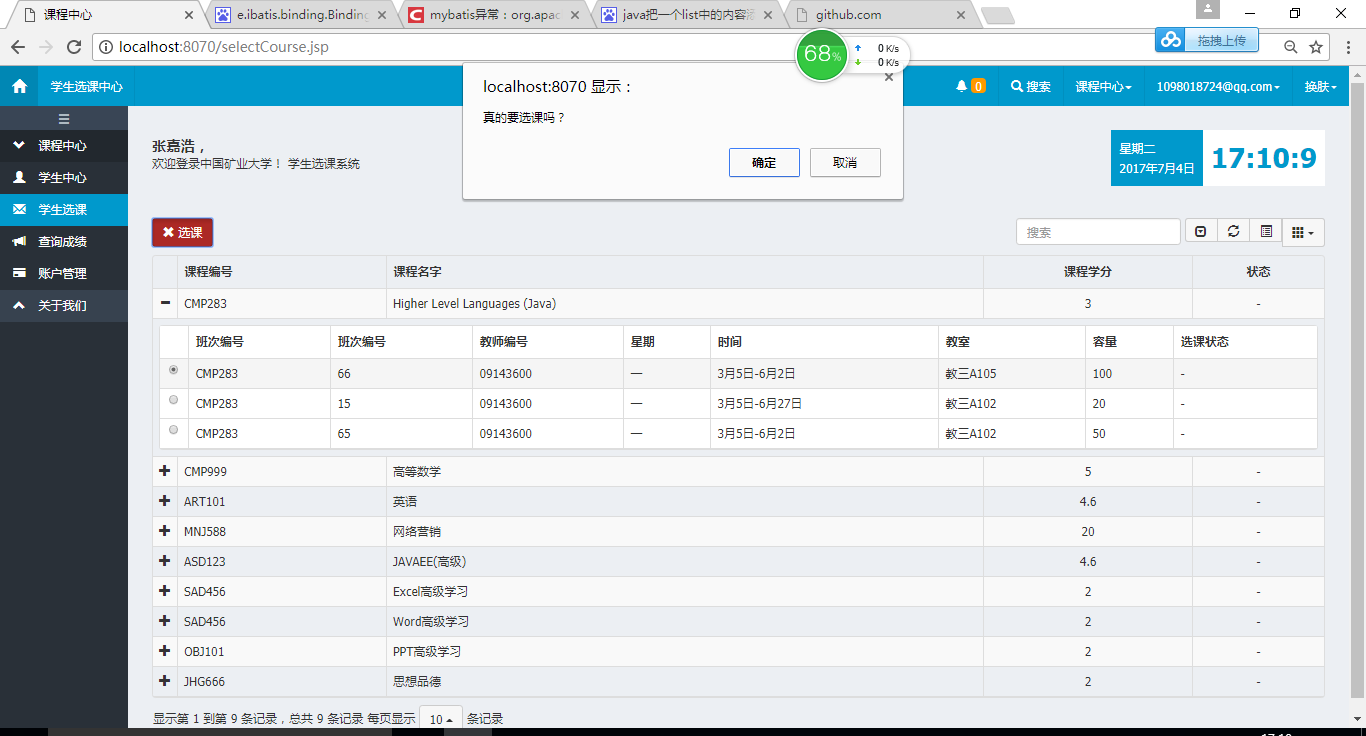 课程中心
e.ibatis.binding.Binding
mybatis异常：org.apac
java把一个list中的内容添
github.com
localhost:8070/selectCourse.jsp
68%
0 K/s
0 K/s
拖拽上传
学生选课中心
0
搜索
课程中心
1098018724@qq.com
换肤
localhost:8070 显示：
真的要选课吗？
确定
取消
课程中心
学生中心
学生选课
查询成绩
账户管理
关于我们
张嘉浩，
欢迎登录中国矿业大学！ 学生选课系统
星期二
2017年7月4日
17:10:9
选课
搜索
课程编号 课程名字 课程学分 状态
CMP283 Higher Level Languages (Java) 3 -
班次编号 班次编号 教师编号 星期 时间 教室 容量 选课状态
CMP283 66 09143600 一 3月5日-6月2日 教三A105 100 -
CMP283 15 09143600 一 3月5日-6月27日 教三A102 20 -
CMP283 65 09143600 一 3月5日-6月2日 教三A102 50 -
CMP999 高等数学 5 -
ART101 英语 4.6 -
MNJ588 网络营销 20 -
ASD123 JAVAEE(高级) 4.6 -
SAD456 Excel高级学习 2 -
SAD456 Word高级学习 2 -
OBJ101 PPT高级学习 2 -
JHG666 思想品德 2 -
显示第 1 到第 9 条记录，总共 9 条记录 每页显示 10 条记录